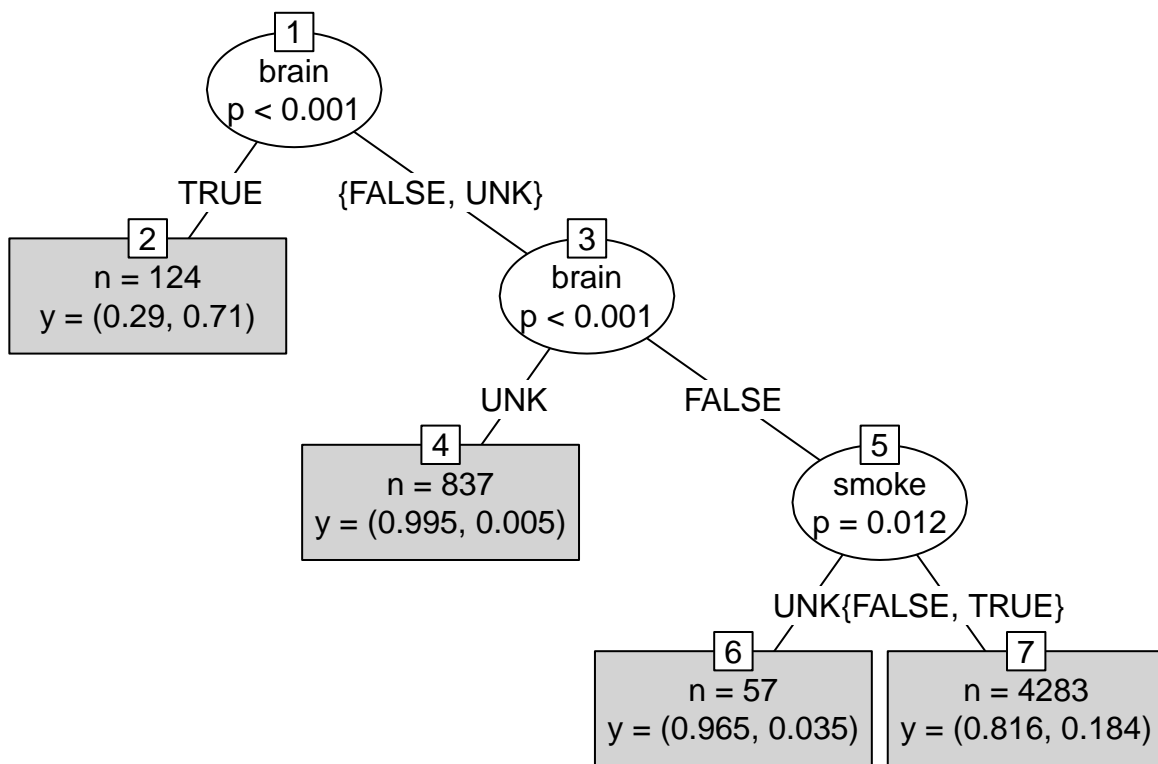 1
brain
p < 0.001
TRUE
{FALSE, UNK}
2
n = 124
y = (0.29, 0.71)
3
brain
p < 0.001
UNK
FALSE
4
n = 837
y = (0.995, 0.005)
5
smoke
p = 0.012
UNK
{FALSE, TRUE}
6
n = 57
y = (0.965, 0.035)
7
n = 4283
y = (0.816, 0.184)